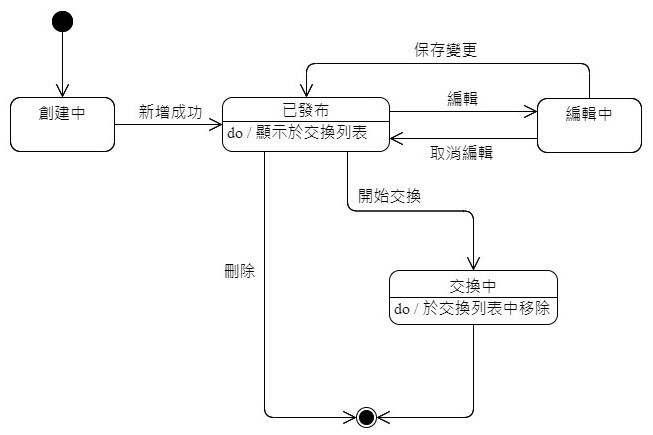 保存變更
創建中
新增成功
已發布
do / 顯示於交換列表
編輯
編輯中
取消編輯
開始交換
刪除
交換中
do / 於交換列表中移除